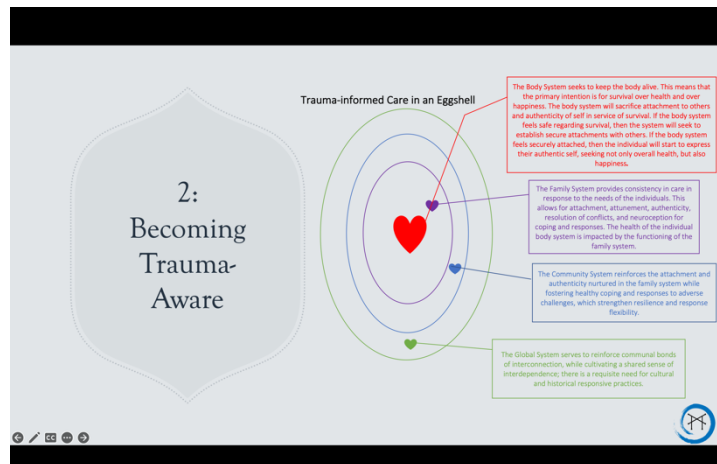 Trauma-informed Care in an Eggshell
2:
Becoming
Trauma-
Aware
The Body System seeks to keep the body alive. This means that
the primary intention is for survival over health and over
happiness. The body system will sacrifice attachment to others
and authenticity of self in service of survival. If the body system
feels safe regarding survival, then the system will seek to
establish secure attachments with others. If the body system
feels securely attached, then the individual will start to express
their authentic self, seeking not only overall health, but also
happiness.
The Family System provides consistency in care in
response to the needs of the individuals. This
allows for attachment, attunement, authenticity,
resolution of conflicts, and neuroception for
coping and responses. The health of the individual
body system is impacted by the functioning of the
family system.
The Community System reinforces the attachment and
authenticity nurtured in the family system while
fostering healthy coping and responses to adverse
challenges, which strengthen resilience and response
flexibility.
The Global System serves to reinforce communal bonds
of interconnection, while cultivating a shared sense of
interdependence; there is a requisite need for cultural
and historical responsive practices.
CC